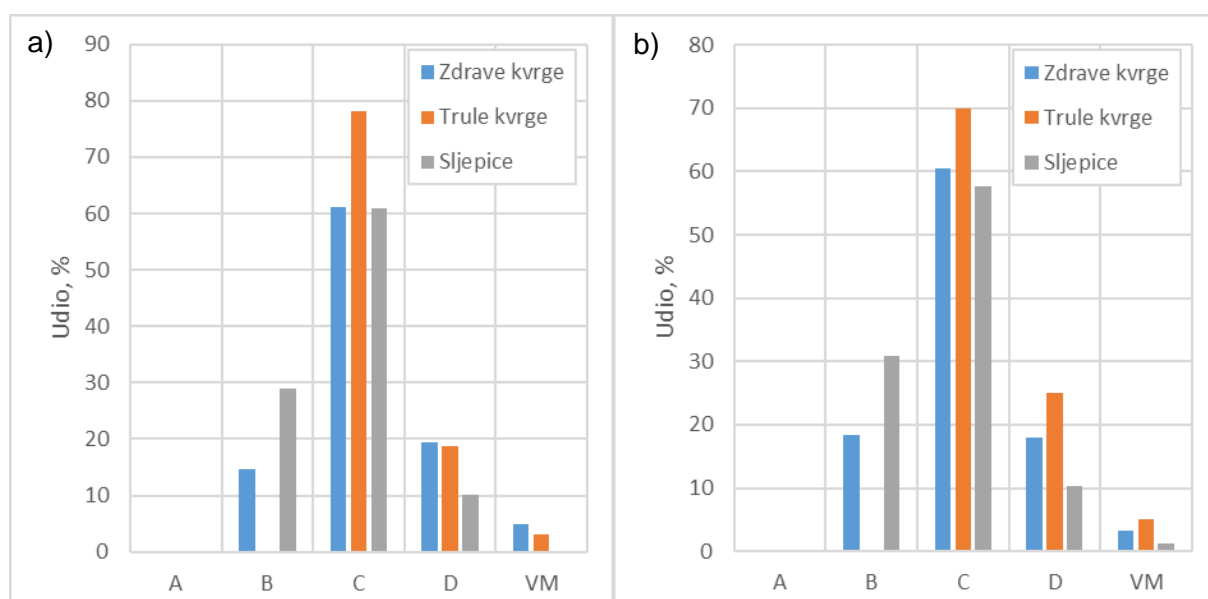 a)
90
80
70
60
50
40
30
20
10
0
Udio, %
Zdrave kvrge
Trule kvrge
Sljepice
A B C D VM
b)
80
70
60
50
40
30
20
10
0
Udio, %
Zdrave kvrge
Trule kvrge
Sljepice
A B C D VM